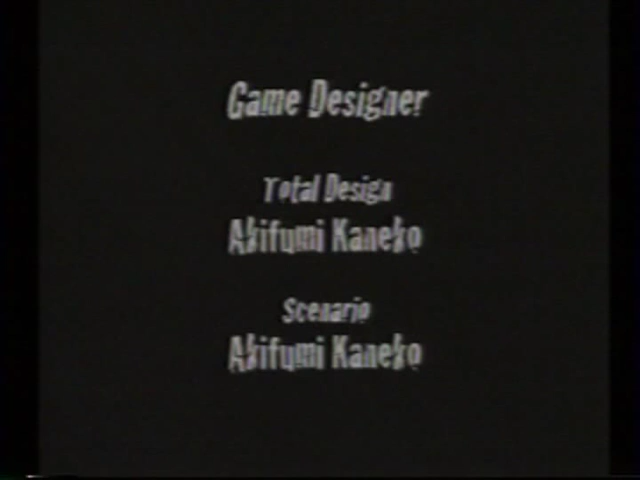 Game Designer
Total Design
Akifumi Kaneko
Scenario
Akifumi Kaneko